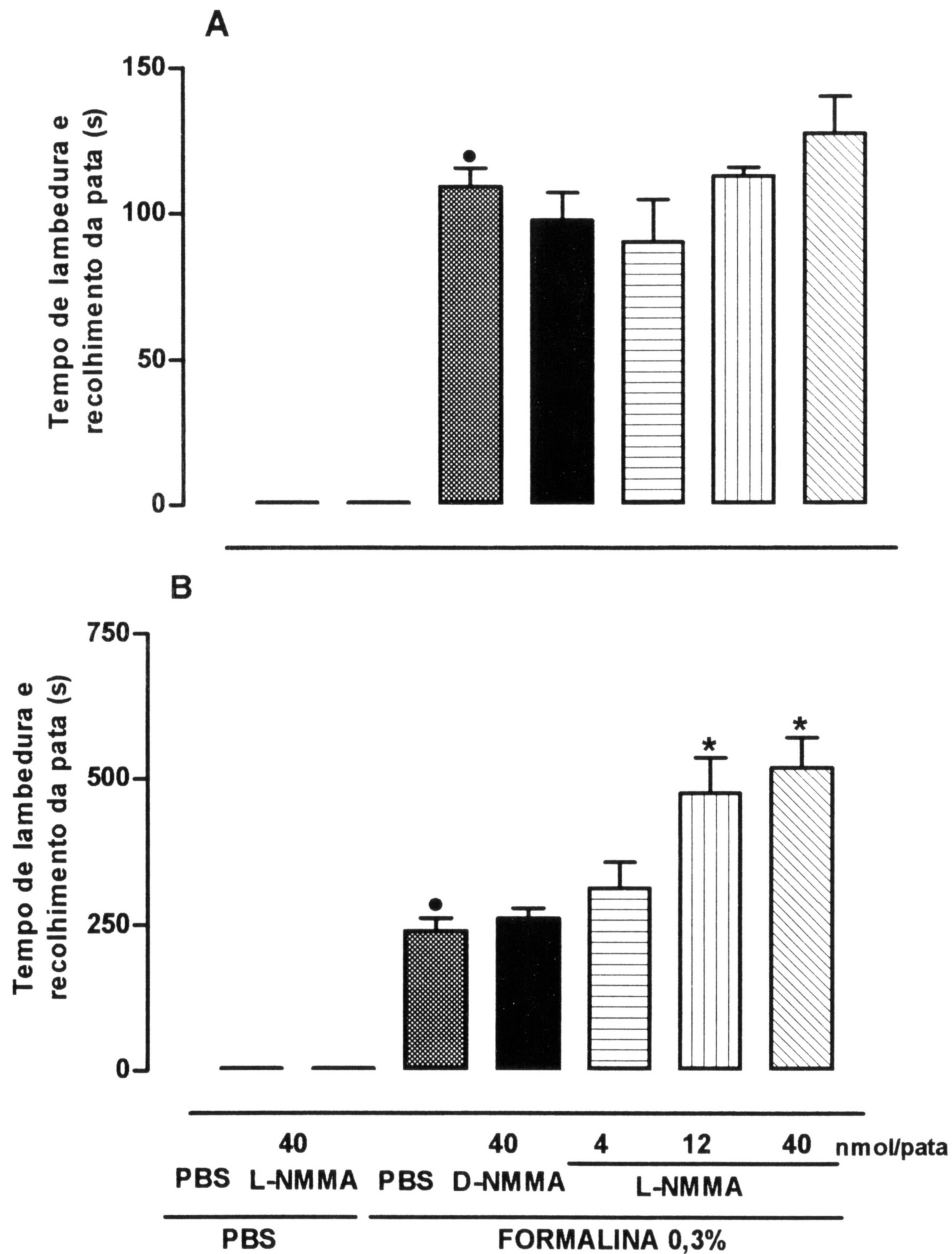 A
Tempo de lambedura e
recolhimento da pata (s)
150
100
50
0
●
B
Tempo de lambedura e
recolhimento da pata (s)
750
500
250
0
●
*
*
40
40
4
12
40
nmol/pata
PBS
L-NMMA
PBS
D-NMMA
L-NMMA
PBS
FORMALINA 0,3%